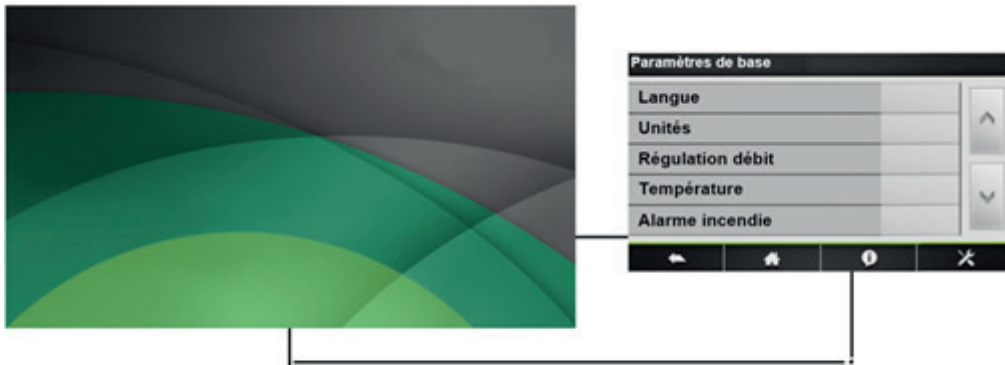 Paramètres de base
Langue
Unités
Régulation débit
Température
Alarme incendie